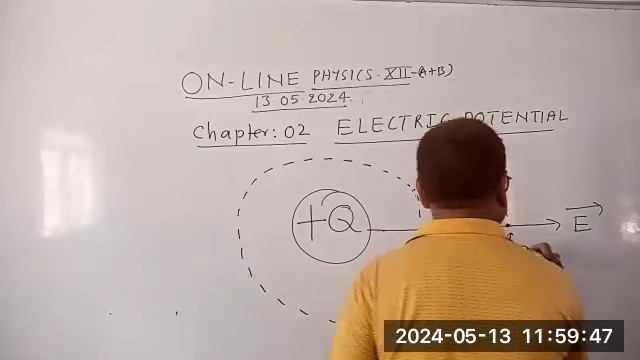 ON-LINE PHYSICS. XII-(A+B)
13.05.2024.
Chapter: 02 ELECTRIC POTENTIAL
+Q
E
2024-05-13 11:59:47